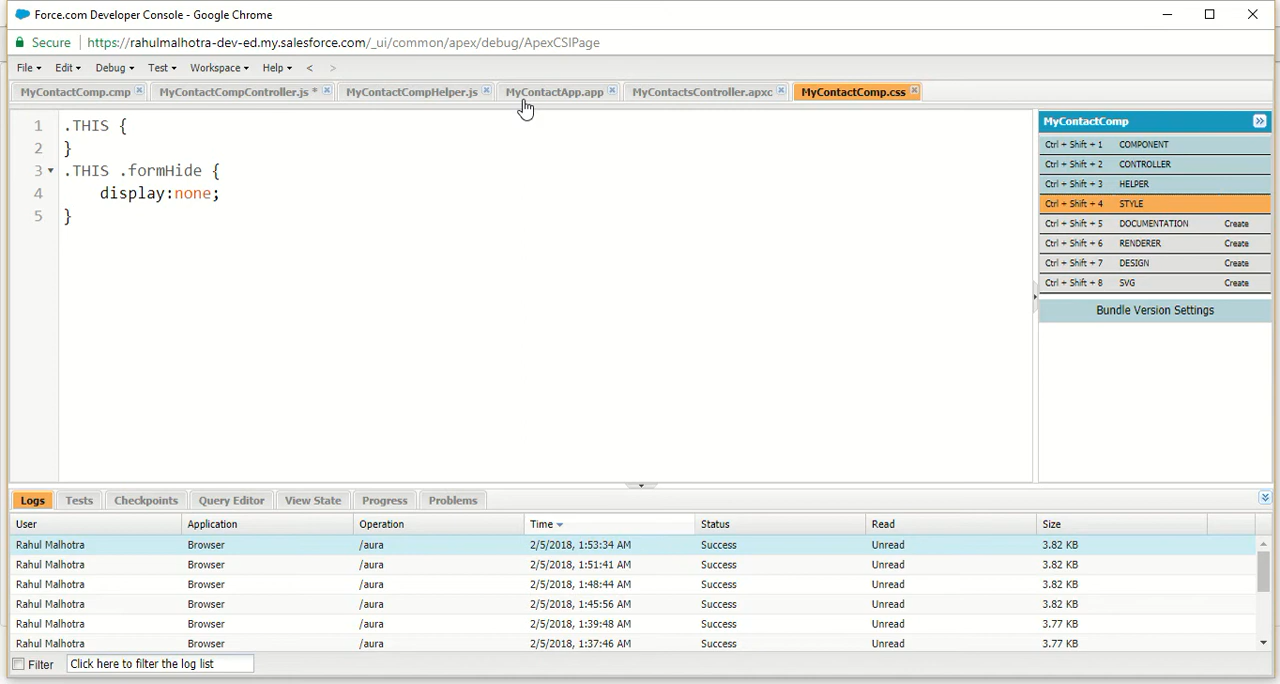 Force.com Developer Console - Google Chrome
Secure https://rahulmalhotra-dev-ed.my.salesforce.com/_ui/common/apex/debug/ApexCSIPage
File Edit Debug Test Workspace Help < >
MyContactComp.cmp MyContactCompController.js * MyContactCompHelper.js MyContactApp.app MyContactsController.apxc MyContactComp.css
1 .THIS {
2 }
3 .THIS .formHide {
4 display:none;
5 }
MyContactComp
Ctrl + Shift + 1 COMPONENT
Ctrl + Shift + 2 CONTROLLER
Ctrl + Shift + 3 HELPER
Ctrl + Shift + 4 STYLE
Ctrl + Shift + 5 DOCUMENTATION Create
Ctrl + Shift + 6 RENDERER Create
Ctrl + Shift + 7 DESIGN Create
Ctrl + Shift + 8 SVG Create
Bundle Version Settings
Logs Tests Checkpoints Query Editor View State Progress Problems
User Application Operation Time Status Read Size
Rahul Malhotra Browser /aura 2/5/2018, 1:53:34 AM Success Unread 3.82 KB
Rahul Malhotra Browser /aura 2/5/2018, 1:51:41 AM Success Unread 3.82 KB
Rahul Malhotra Browser /aura 2/5/2018, 1:48:44 AM Success Unread 3.82 KB
Rahul Malhotra Browser /aura 2/5/2018, 1:45:56 AM Success Unread 3.82 KB
Rahul Malhotra Browser /aura 2/5/2018, 1:39:48 AM Success Unread 3.77 KB
Rahul Malhotra Browser /aura 2/5/2018, 1:37:46 AM Success Unread 3.77 KB
Filter Click here to filter the log list